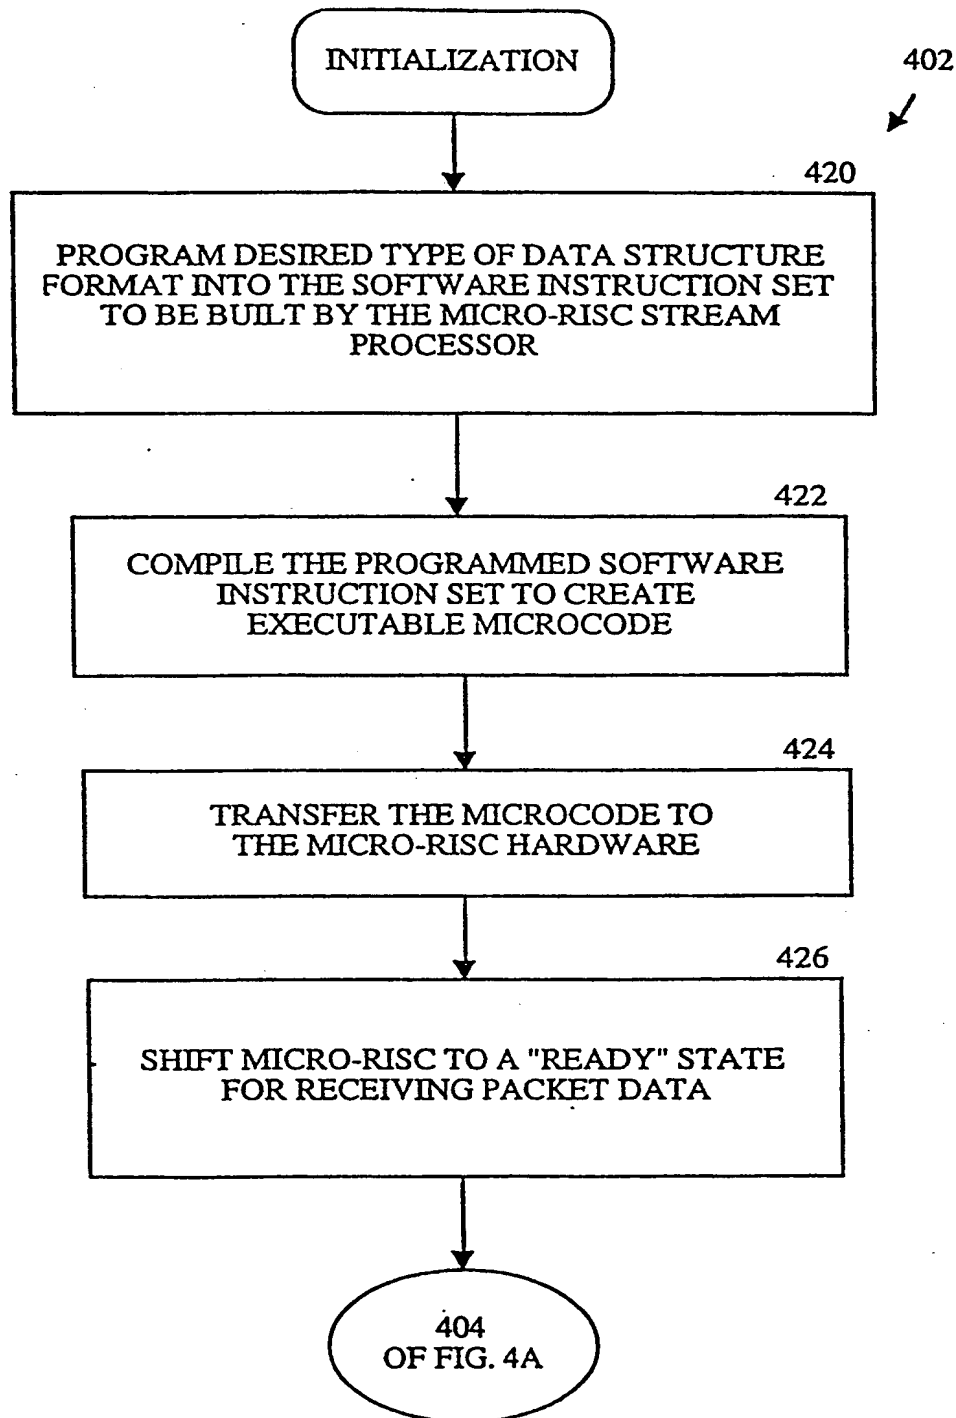 INITIALIZATION
402
420
PROGRAM DESIRED TYPE OF DATA STRUCTURE
FORMAT INTO THE SOFTWARE INSTRUCTION SET
TO BE BUILT BY THE MICRO-RISC STREAM
PROCESSOR
422
COMPILE THE PROGRAMMED SOFTWARE
INSTRUCTION SET TO CREATE
EXECUTABLE MICROCODE
424
TRANSFER THE MICROCODE TO
THE MICRO-RISC HARDWARE
426
SHIFT MICRO-RISC TO A "READY" STATE
FOR RECEIVING PACKET DATA
404
OF FIG. 4A